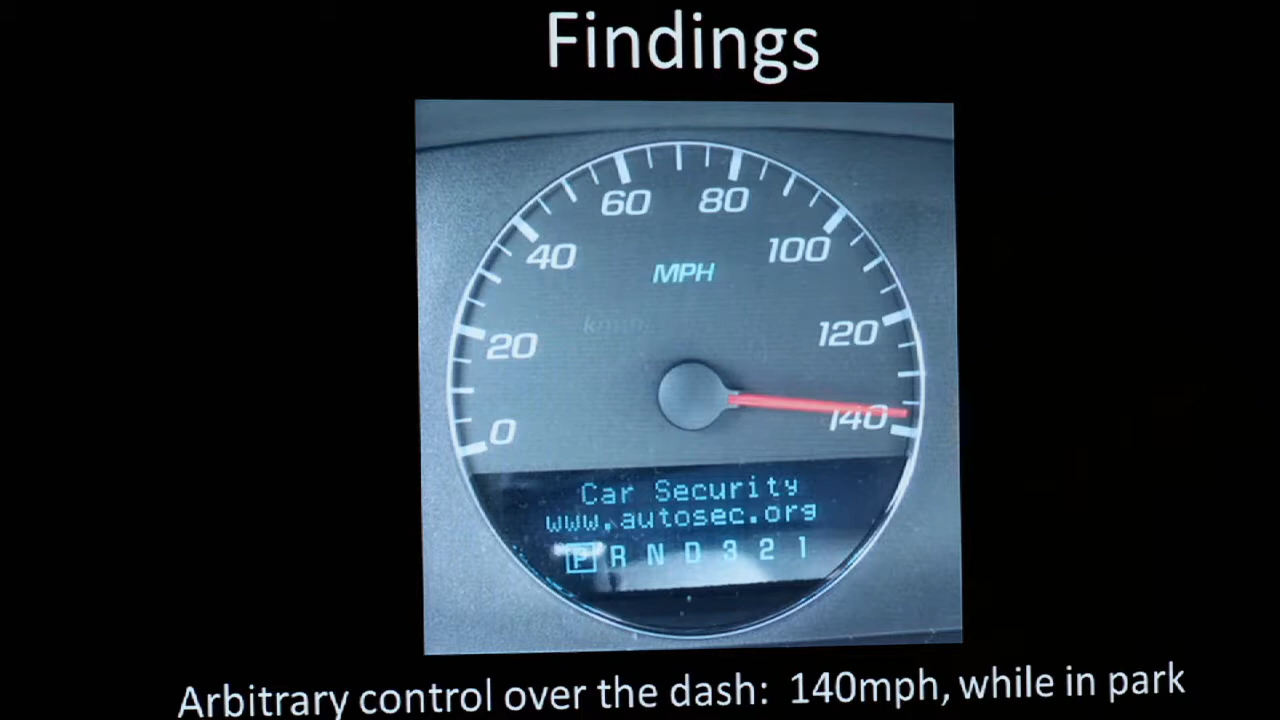 Findings
60 80
40 100
MPH
20 120
0 140
Car Security
www.autosec.org
P R N D 3 2 1
Arbitrary control over the dash: 140mph, while in park